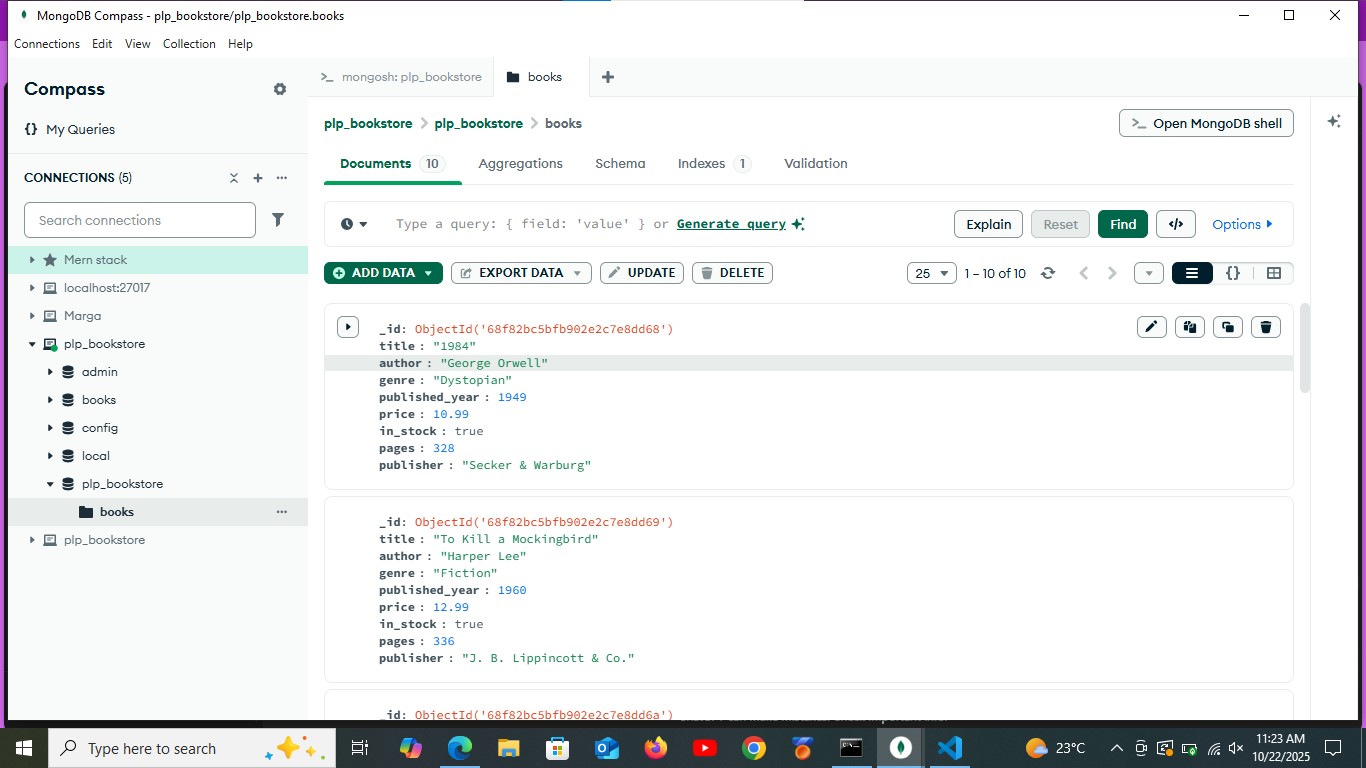 MongoDB Compass - plp_bookstore/plp_bookstore.books
Connections Edit View Collection Help
Compass
My Queries
CONNECTIONS (5)
Search connections
Mern stack
localhost:27017
Marga
plp_bookstore
admin
books
config
local
plp_bookstore
books
plp_bookstore
mongosh: plp_bookstore
books
plp_bookstore > plp_bookstore > books
Open MongoDB shell
Documents 10 Aggregations Schema Indexes 1 Validation
Type a query: { field: 'value' } or Generate query
Explain Reset Find </> Options
ADD DATA EXPORT DATA UPDATE DELETE
25 1 – 10 of 10 {}
_id: ObjectId('68f82bc5bfb902e2c7e8dd68')
title : "1984"
author : "George Orwell"
genre : "Dystopian"
published_year : 1949
price : 10.99
in_stock : true
pages : 328
publisher : "Secker & Warburg"
_id: ObjectId('68f82bc5bfb902e2c7e8dd69')
title : "To Kill a Mockingbird"
author : "Harper Lee"
genre : "Fiction"
published_year : 1960
price : 12.99
in_stock : true
pages : 336
publisher : "J. B. Lippincott & Co."
_id: ObjectId('68f82bc5bfb902e2c7e8dd6a')
Type here to search
23°C
11:23 AM
10/22/2025